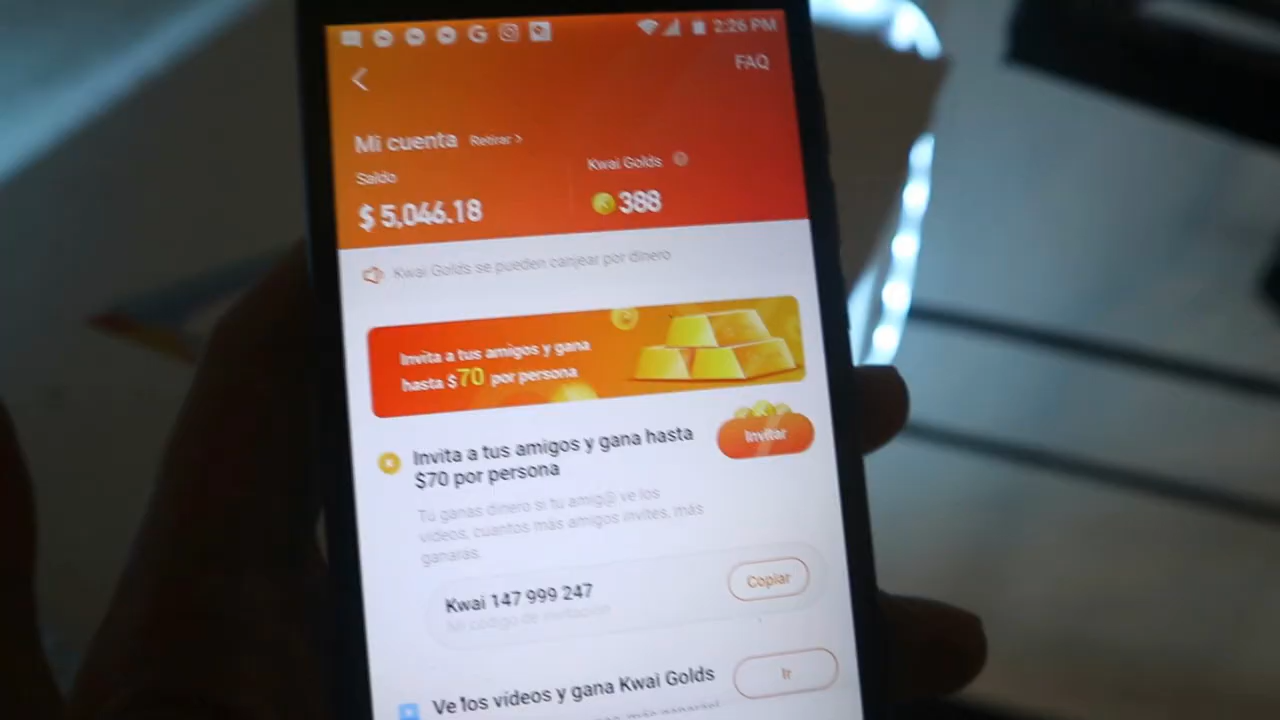 2:26 PM
FAQ
Mi cuenta Retirar >
Saldo
Kwai Golds
$ 5,046.18
388
Kwai Golds se pueden canjear por dinero
Invita a tus amigos y gana
hasta $70 por persona
Invita a tus amigos y gana hasta
$70 por persona
Invitar
Tú ganas dinero si tu amig@ ve los
videos, cuantos más amigos invites, más
ganarás.
Kwai 147 999 247
Copiar
Mi código de invitación
Ve los vídeos y gana Kwai Golds
Ir